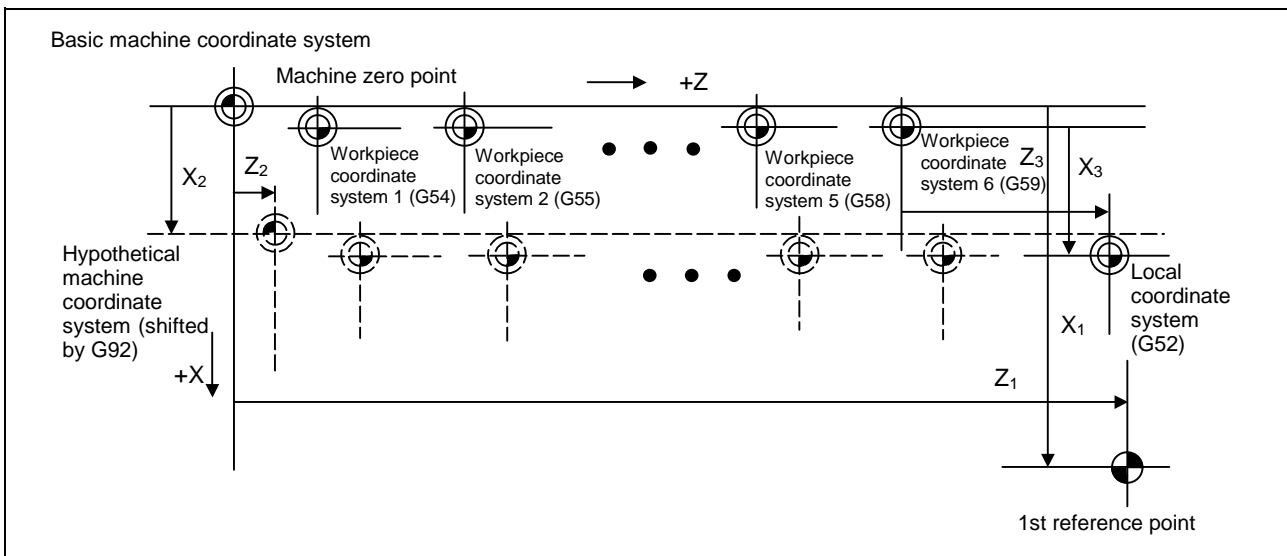 Basic machine coordinate system
Machine zero point
+Z
X2
Z2
Workpiece
coordinate
system 1 (G54)
Workpiece
coordinate
system 2 (G55)
Workpiece
coordinate
system 5 (G58)
Workpiece
coordinate
system 6 (G59)
Z3
X3
Hypothetical
machine
coordinate
system (shifted
by G92)
+X
Local
coordinate
system
(G52)
X1
Z1
1st reference point